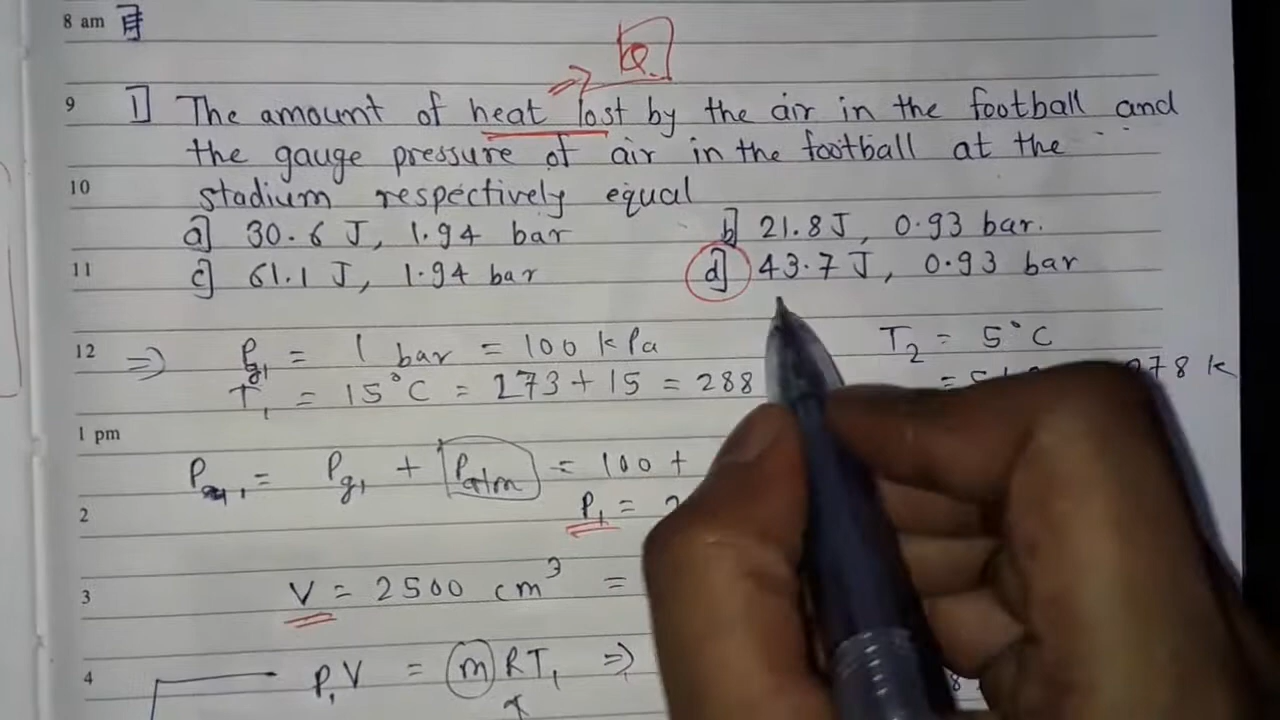 8 am
Q
9 1] The amount of heat lost by the air in the football and
the gauge pressure of air in the football at the
10 stadium respectively equal
a] 30.6 J, 1.94 bar b] 21.8 J, 0.93 bar.
11 c] 61.1 J, 1.94 bar d] 43.7 J, 0.93 bar
12 ⇒ Pg1 = 1 bar = 100 kPa T2 = 5°C
T1 = 15°C = 273 + 15 = 288 278 k
1 pm
P 1 = Pg1 + Patm = 100 +
2 P1 = 2
3 V = 2500 cm³ =
4 P1V = m RT1 ⇒